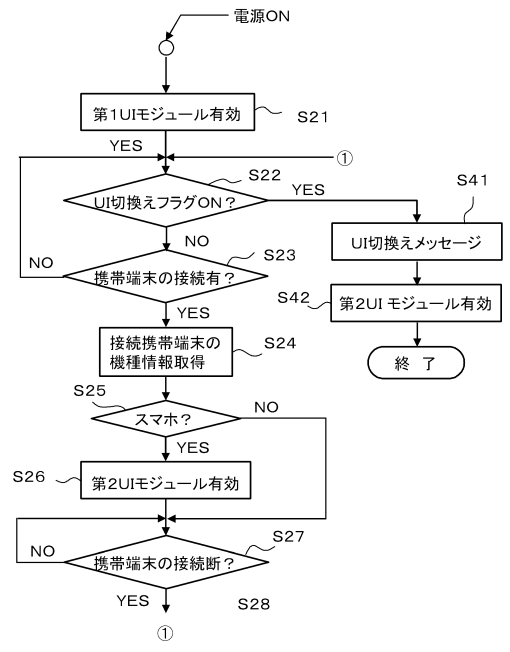 電源ON
第1UIモジュール有効
S21
YES
①
S22
UI切換えフラグON？
YES
S41
UI切換えメッセージ
NO
S23
NO
携帯端末の接続有？
S42
第2UI モジュール有効
YES
接続携帯端末の
機種情報取得
S24
終 了
S25
スマホ？
NO
YES
S26
第2UIモジュール有効
S27
NO
携帯端末の接続断？
YES
S28
①